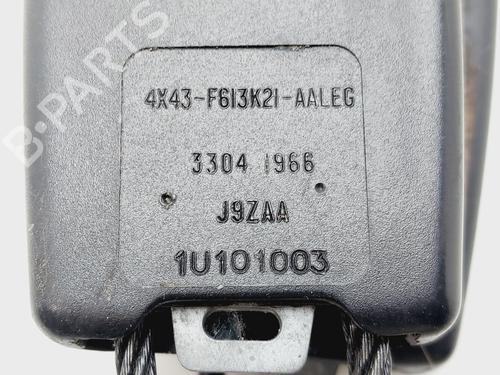 4X43-F613K21-AALEG
3304 1966
J9ZAA
1U101003
B-PARTS